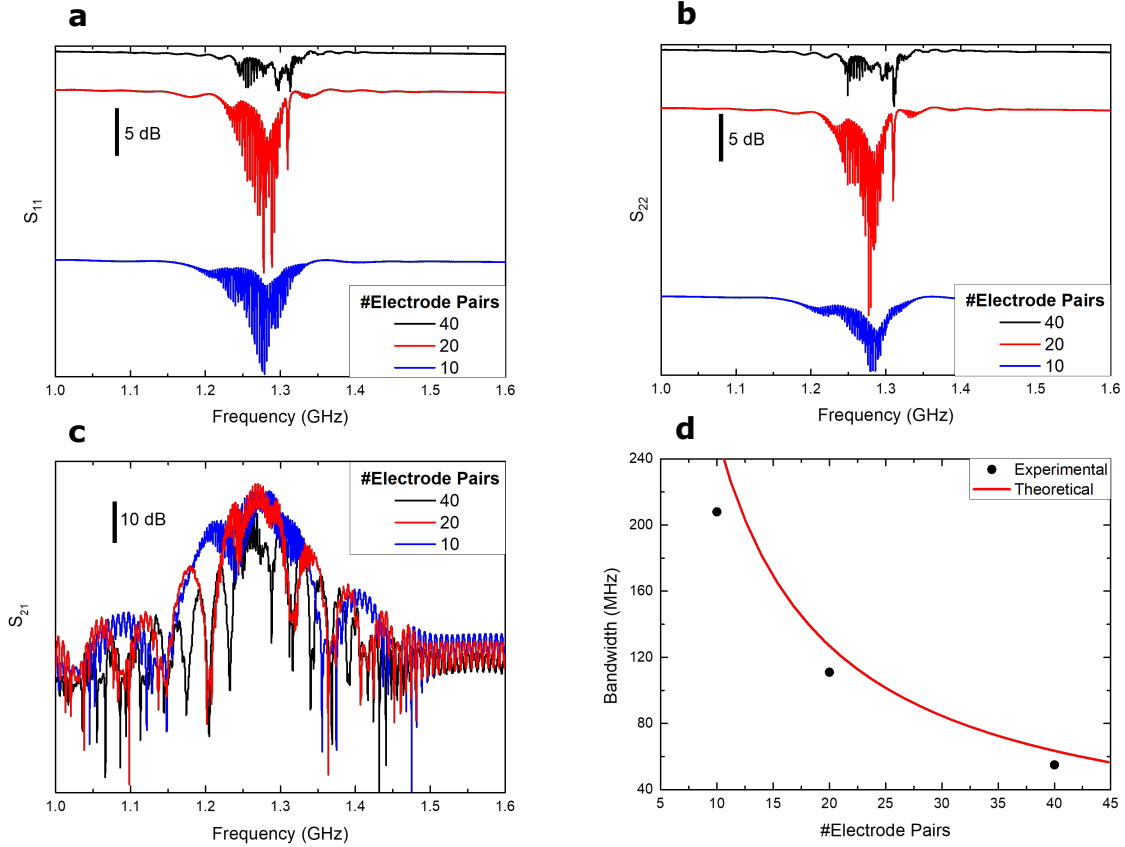 a
S11
5 dB
#Electrode Pairs
40
20
10
1.0 1.1 1.2 1.3 1.4 1.5 1.6
Frequency (GHz)
b
S22
5 dB
#Electrode Pairs
40
20
10
1.0 1.1 1.2 1.3 1.4 1.5 1.6
Frequency (GHz)
c
S21
10 dB
#Electrode Pairs
40
20
10
1.0 1.1 1.2 1.3 1.4 1.5 1.6
Frequency (GHz)
d
Bandwidth (MHz)
240
200
160
120
80
40
Experimental
Theoretical
5 10 15 20 25 30 35 40 45
#Electrode Pairs